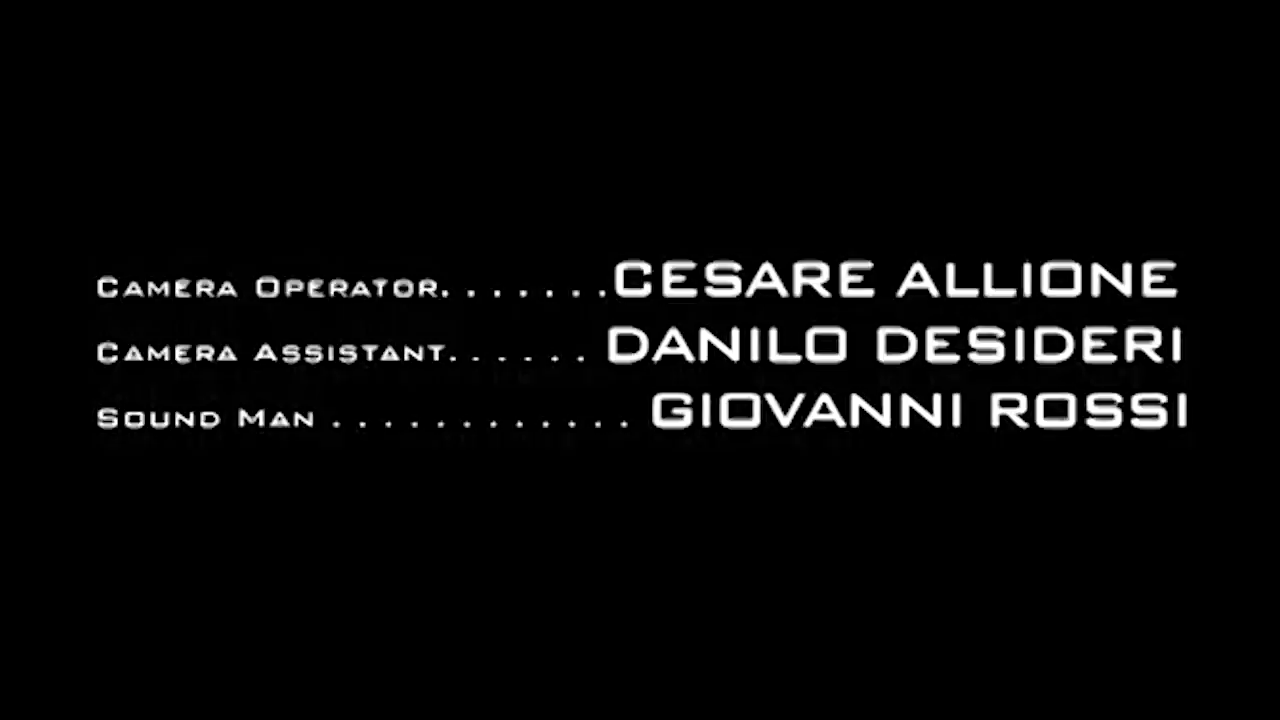 Camera Operator. . . . . . .CESARE ALLIONE
Camera Assistant. . . . . . DANILO DESIDERI
Sound Man . . . . . . . . . . . . GIOVANNI ROSSI